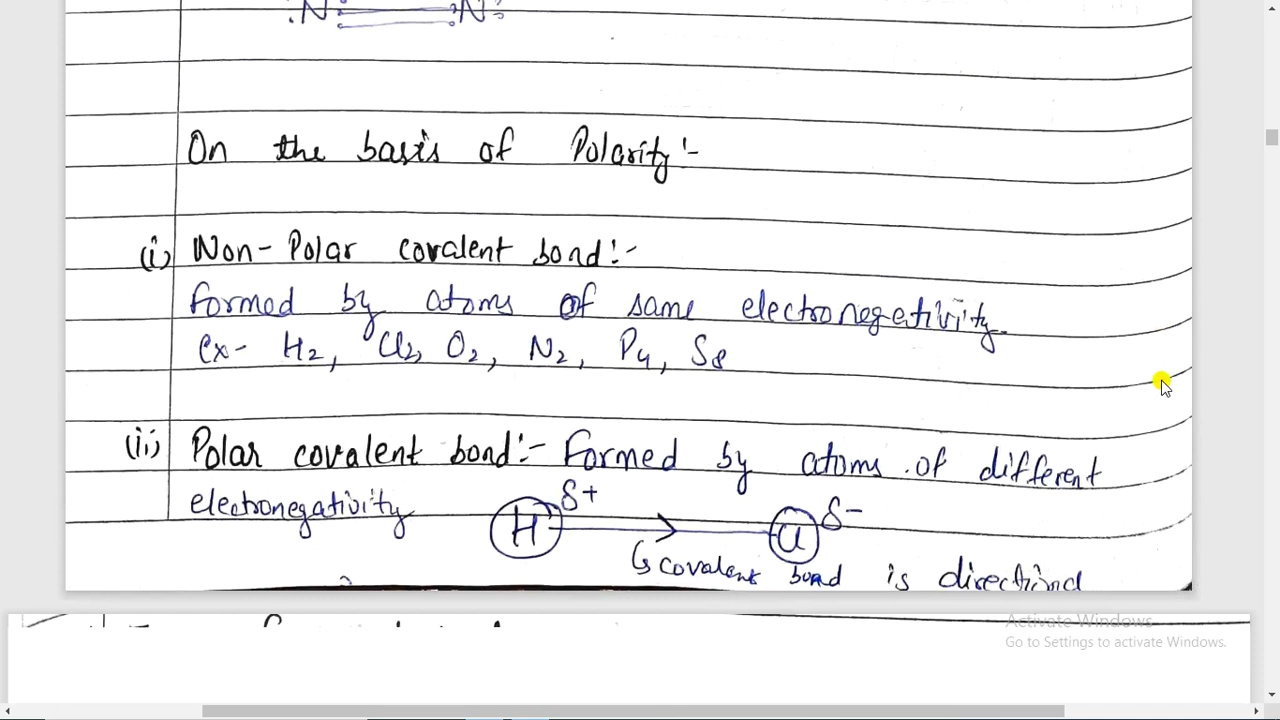 :N N:
On the basis of Polarity:-
(i) Non-Polar covalent bond:-
formed by atoms of same electronegativity.
ex- H2, Cl2, O2, N2, P4, S8
(ii) Polar covalent bond:- Formed by atoms of different
electronegativity H δ+ Cl δ-
covalent bond is directional
Activate Windows
Go to Settings to activate Windows.